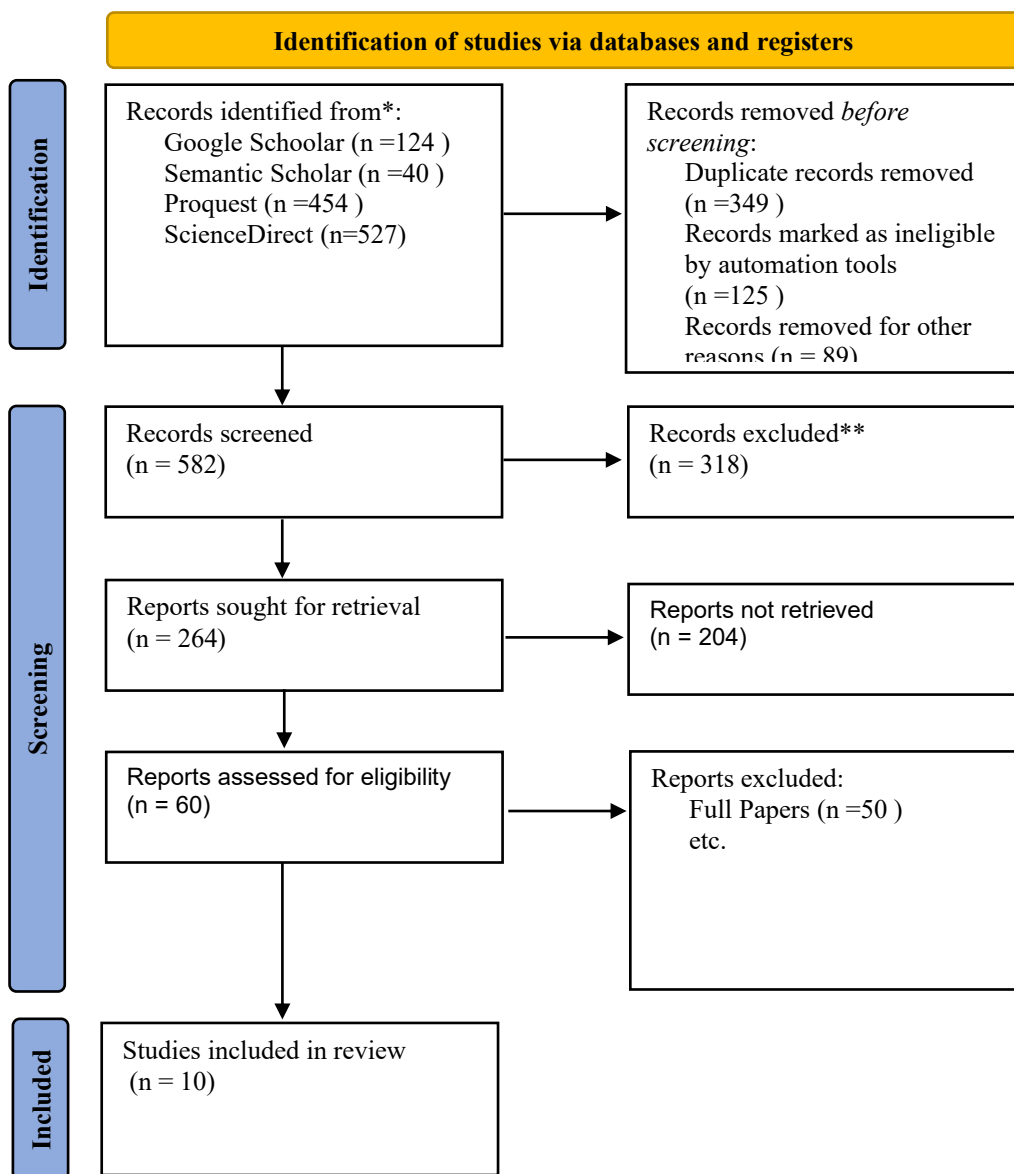 Identification of studies via databases and registers
Identification
Records identified from*:
Google Schoolar (n =124 )
Semantic Scholar (n =40 )
Proquest (n =454 )
ScienceDirect (n=527)
Records removed before
screening:
Duplicate records removed
(n =349 )
Records marked as ineligible
by automation tools
(n =125 )
Records removed for other
reasons (n = 89)
Screening
Records screened
(n = 582)
Records excluded**
(n = 318)
Reports sought for retrieval
(n = 264)
Reports not retrieved
(n = 204)
Reports assessed for eligibility
(n = 60)
Reports excluded:
Full Papers (n =50 )
etc.
Included
Studies included in review
(n = 10)